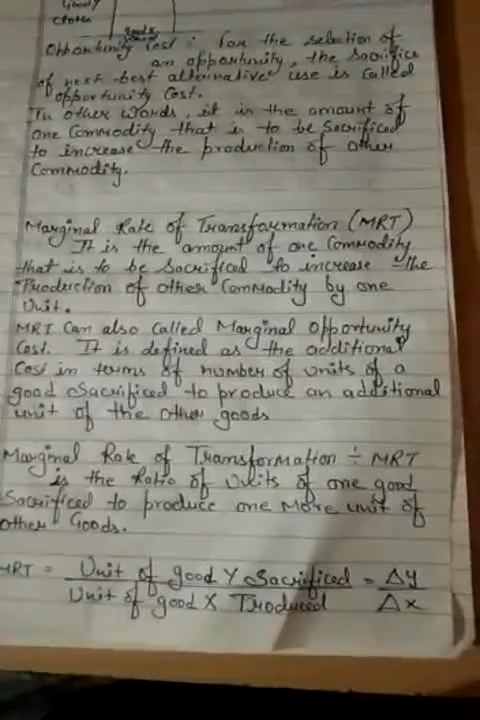 Goody
Clothes
goods
Opportunity Cost : for the selection of
an opportunity, the sacrifice
of next best alternative use is called
opportunity Cost.
In other words, it is the amount of
one Commodity that is to be Sacrificed
to increase the production of other
Commodity.
Marginal Rate of Transformation (MRT)
It is the amount of one Commodity
that is to be Sacrificed to increase the
Production of other Commodity by one
Unit.
MRT Can also called Marginal Opportunity
Cost. It is defined as the additional
Cost in terms of number of units of a
good Sacrificed to produce an additional
unit of the other goods
Marginal Rate of Transformation ÷ MRT
is the Ratio of Units of one good
Sacrificed to produce one More unit of
other Goods.
MRT = Unit of good Y Sacrificed = Δy
Unit of good X Produced Δx